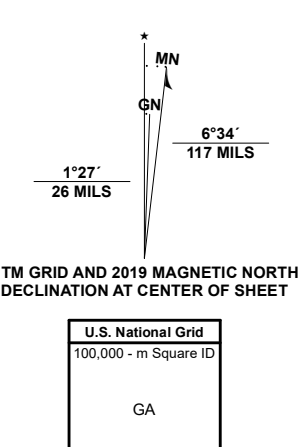 ★
MN
GN
6°34´
117 MILS
1°27´
26 MILS
TM GRID AND 2019 MAGNETIC NORTH
DECLINATION AT CENTER OF SHEET
U.S. National Grid
100,000 - m Square ID
GA